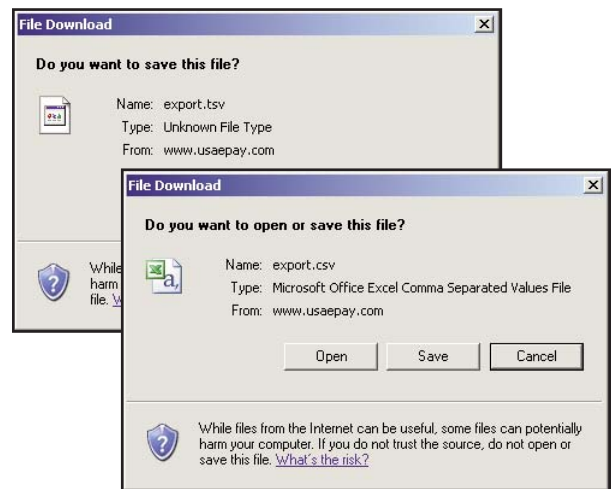 File Download
Do you want to save this file?
Name: export.tsv
Type: Unknown File Type
From: www.usaepay.com
While
harm
file. W
File Download
Do you want to open or save this file?
Name: export.csv
Type: Microsoft Office Excel Comma Separated Values File
From: www.usaepay.com
Open Save Cancel
While files from the Internet can be useful, some files can potentially
harm your computer. If you do not trust the source, do not open or
save this file. What's the risk?